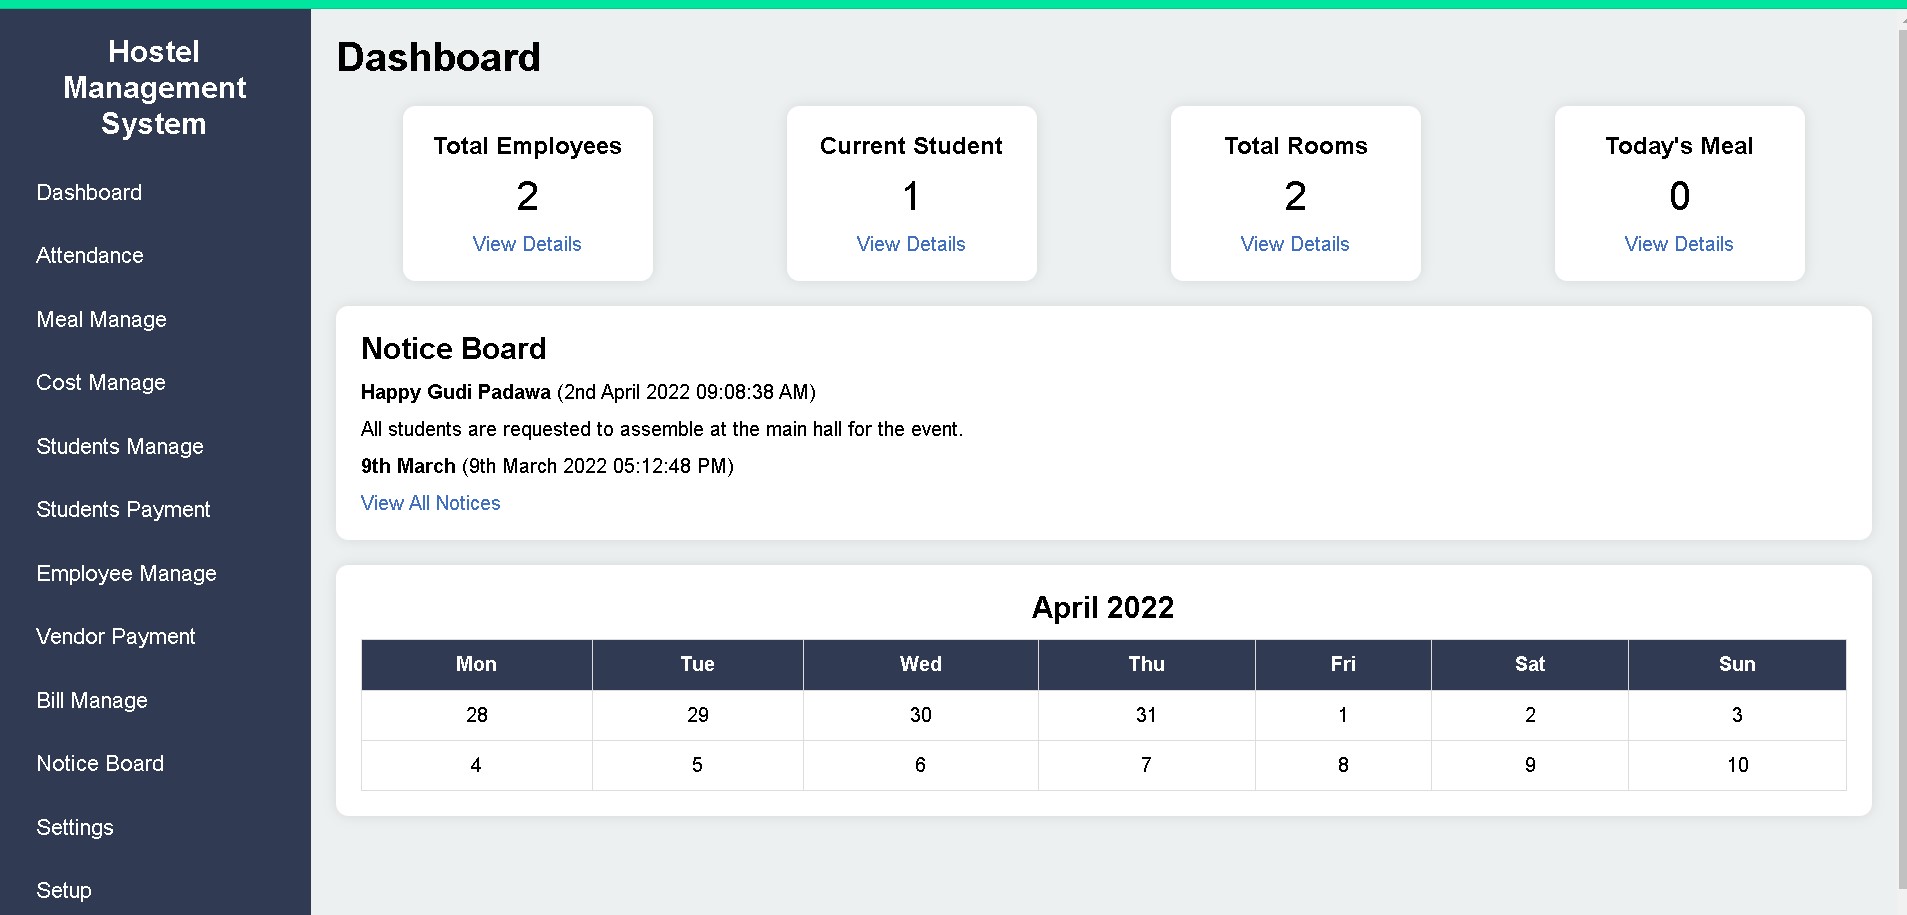 Hostel
Management
System
Dashboard
Attendance
Meal Manage
Cost Manage
Students Manage
Students Payment
Employee Manage
Vendor Payment
Bill Manage
Notice Board
Settings
Setup
Dashboard
Total Employees
2
View Details
Current Student
1
View Details
Total Rooms
2
View Details
Today's Meal
0
View Details
Notice Board
Happy Gudi Padawa (2nd April 2022 09:08:38 AM)
All students are requested to assemble at the main hall for the event.
9th March (9th March 2022 05:12:48 PM)
View All Notices
April 2022
Mon Tue Wed Thu Fri Sat Sun
28 29 30 31 1 2 3
4 5 6 7 8 9 10